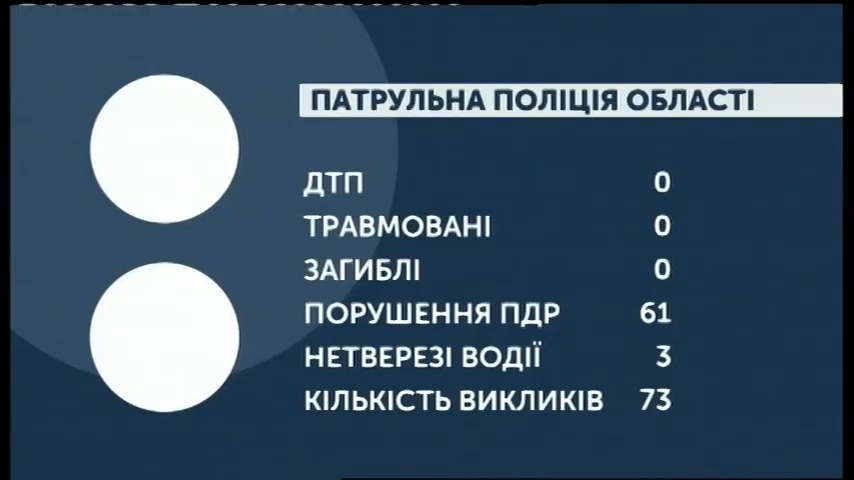 ПАТРУЛЬНА ПОЛІЦІЯ ОБЛАСТІ
ДТП 0
ТРАВМОВАНІ 0
ЗАГИБЛІ 0
ПОРУШЕННЯ ПДР 61
НЕТВЕРЕЗІ ВОДІЇ 3
КІЛЬКІСТЬ ВИКЛИКІВ 73